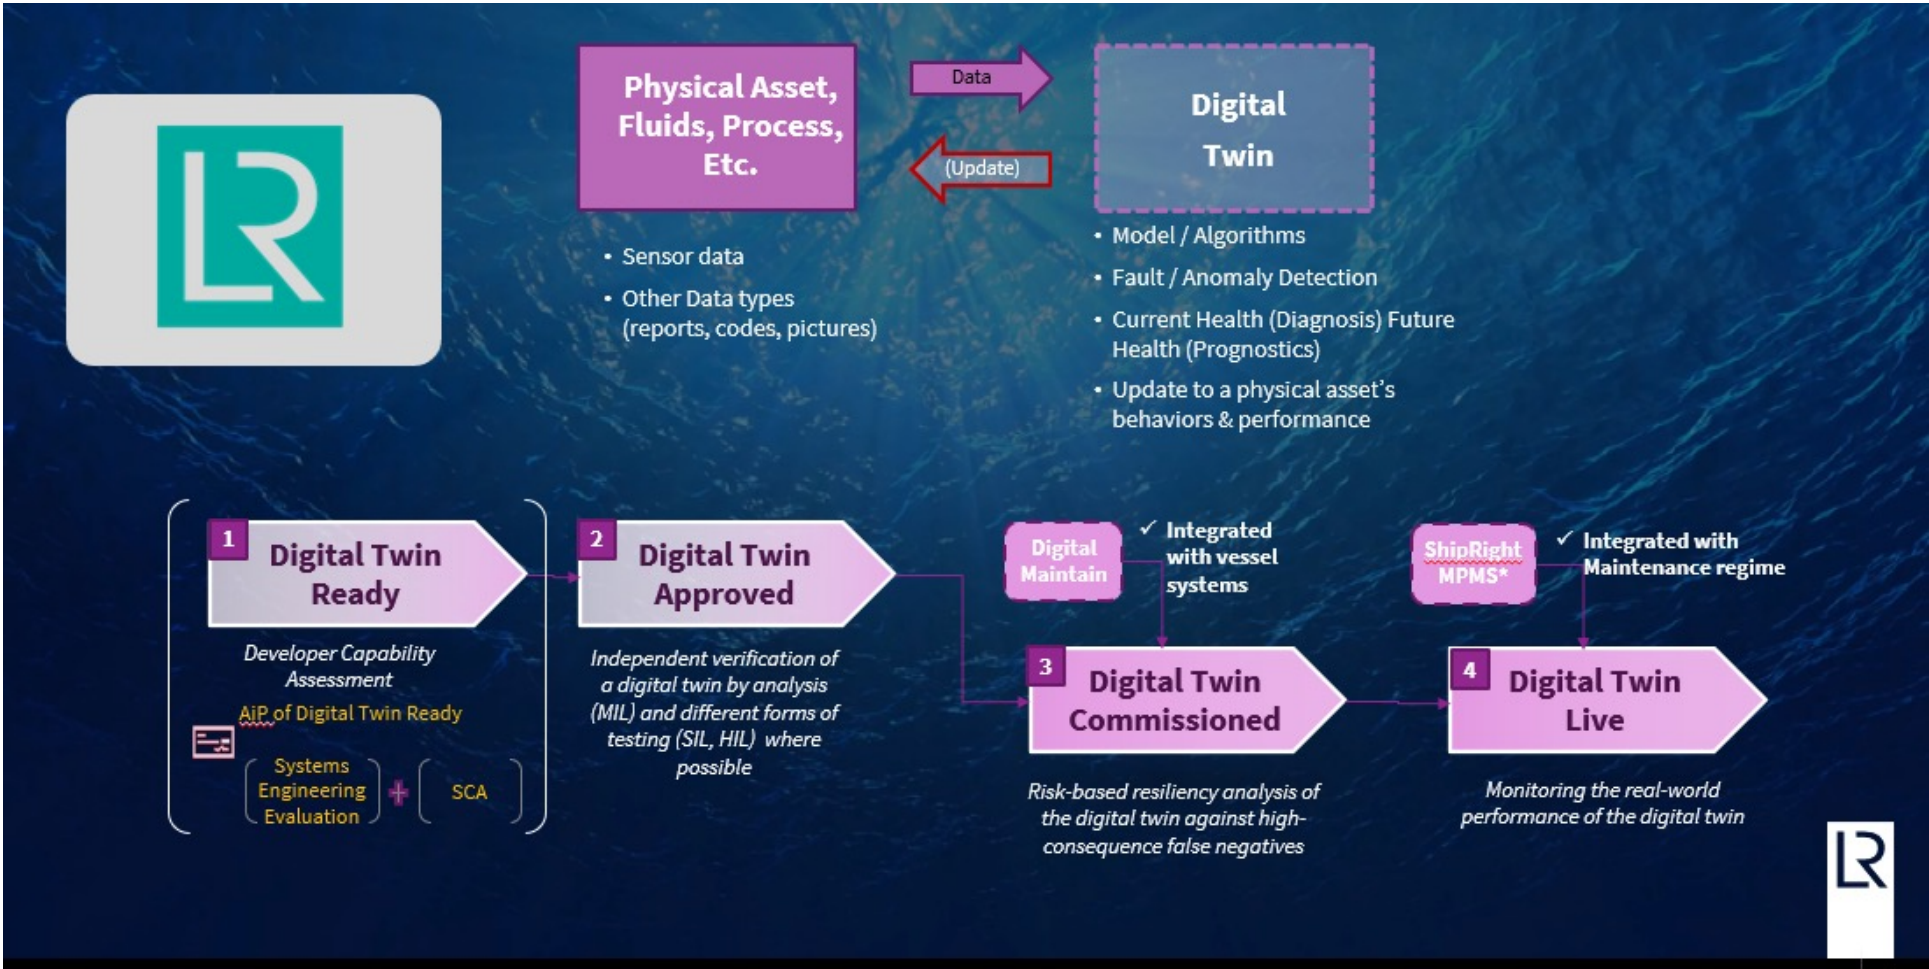 LR
Physical Asset,
Fluids, Process,
Etc.
Data
(Update)
Digital
Twin
• Sensor data
• Other Data types
(reports, codes, pictures)
• Model / Algorithms
• Fault / Anomaly Detection
• Current Health (Diagnosis) Future
Health (Prognostics)
• Update to a physical asset's
behaviors & performance
1
Digital Twin
Ready
Developer Capability
Assessment
AiP of Digital Twin Ready
Systems
Engineering
Evaluation
+
SCA
2
Digital Twin
Approved
Independent verification of
a digital twin by analysis
(MIL) and different forms of
testing (SIL, HIL) where
possible
Digital
Maintain
✓ Integrated
with vessel
systems
3
Digital Twin
Commissioned
Risk-based resiliency analysis of
the digital twin against high-
consequence false negatives
ShipRight
MPMS*
✓ Integrated with
Maintenance regime
4
Digital Twin
Live
Monitoring the real-world
performance of the digital twin
LR